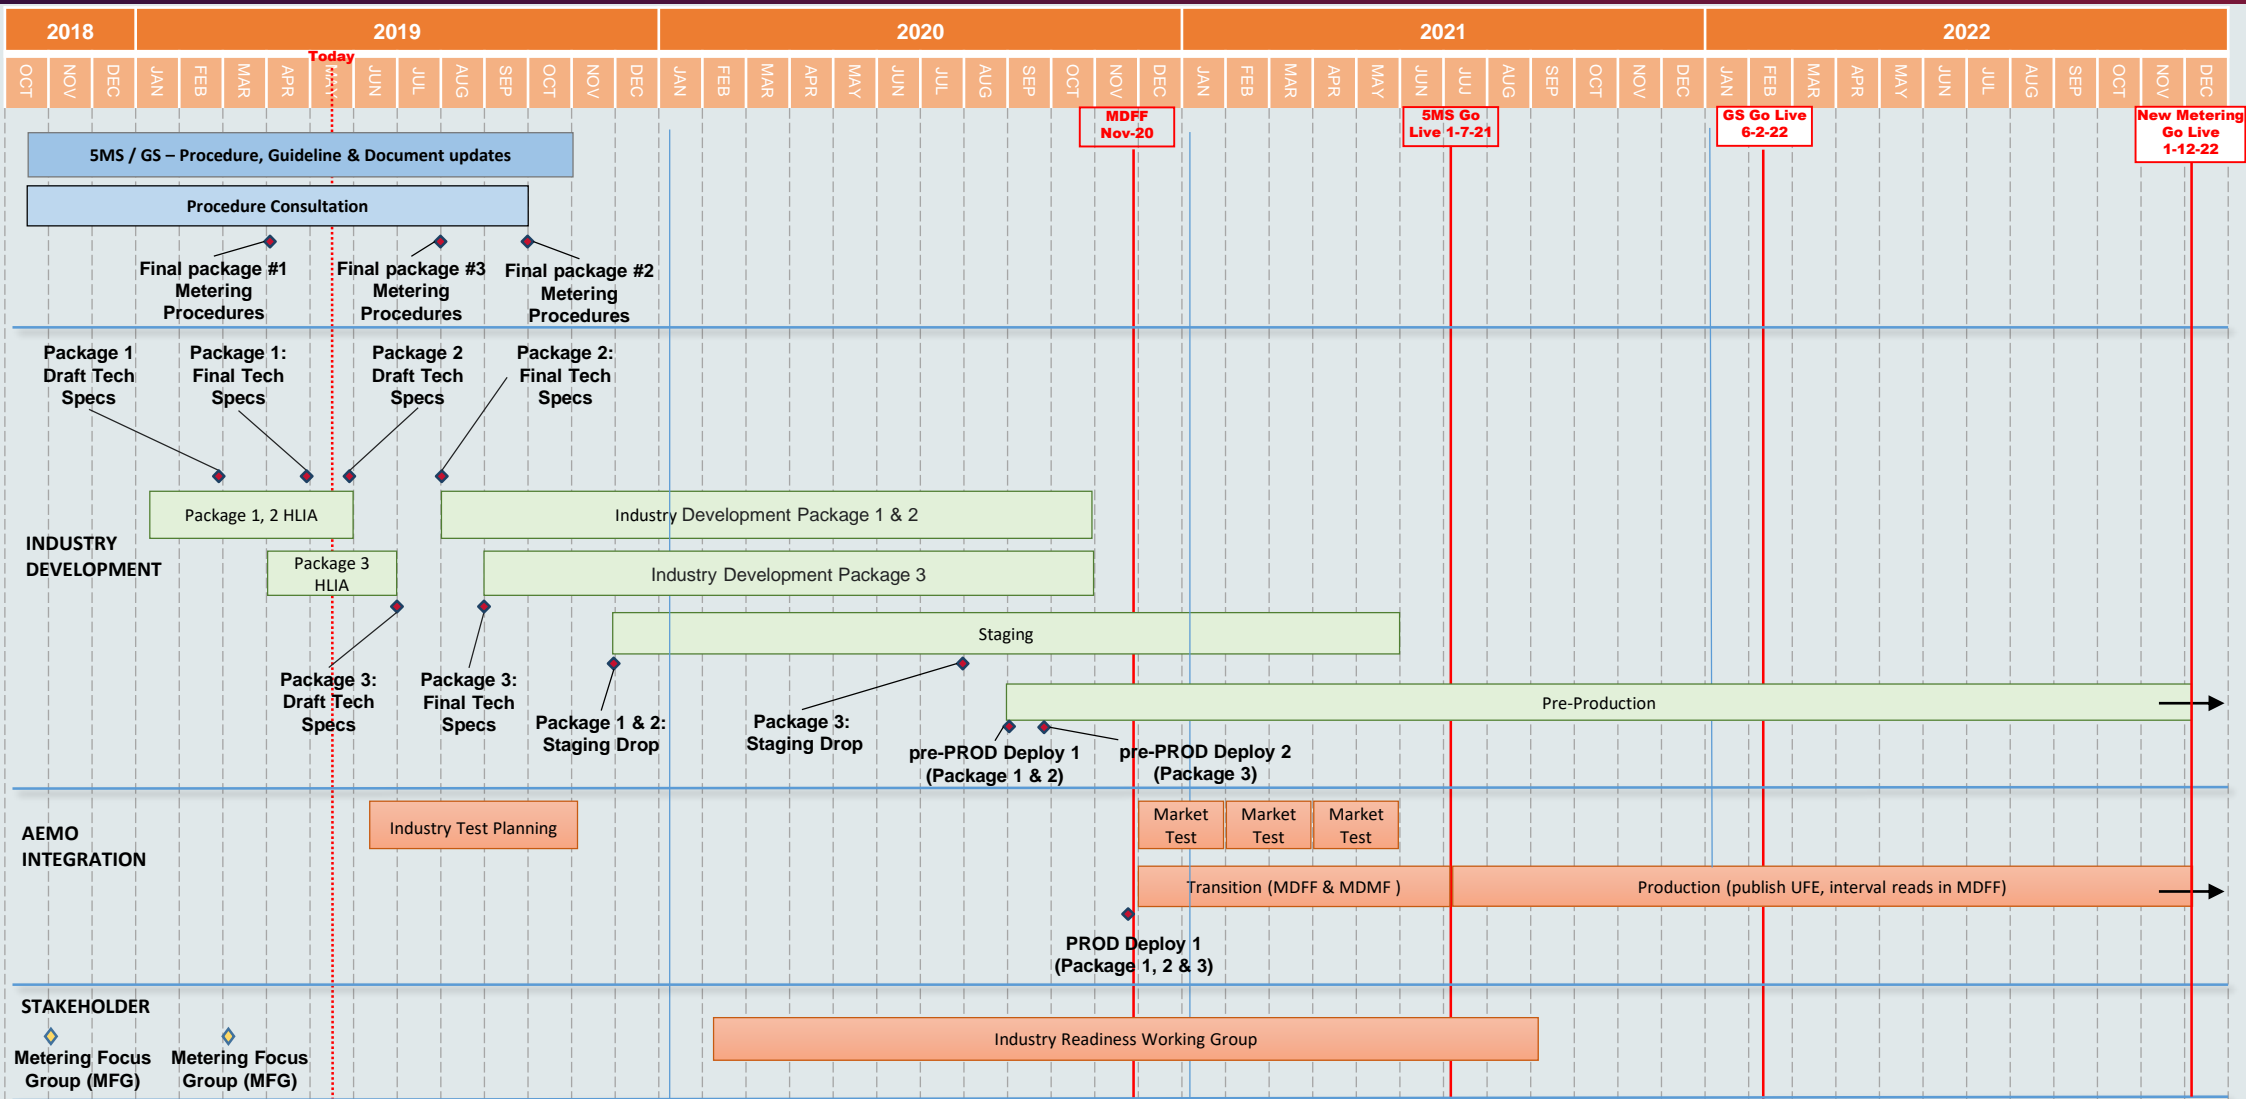 2018
2019
2020
2021
2022
Today
OCT
NOV
DEC
JAN
FEB
MAR
APR
MAY
JUN
JUL
AUG
SEP
OCT
NOV
DEC
JAN
FEB
MAR
APR
MAY
JUN
JUL
AUG
SEP
OCT
NOV
DEC
JAN
FEB
MAR
APR
MAY
JUN
JUJ
AUG
SEP
OCT
NOV
DEC
JAN
FEB
MAR
APR
MAY
JUN
JUL
AUG
SEP
OCT
NOV
DEC
MDFF
Nov-20
5MS Go
Live 1-7-21
GS Go Live
6-2-22
New Metering
Go Live
1-12-22
5MS / GS – Procedure, Guideline & Document updates
Procedure Consultation
Final package #1
Metering
Procedures
Final package #3
Metering
Procedures
Final package #2
Metering
Procedures
Package 1
Draft Tech
Specs
Package 1:
Final Tech
Specs
Package 2
Draft Tech
Specs
Package 2:
Final Tech
Specs
Package 1, 2 HLIA
Industry Development Package 1 & 2
INDUSTRY
DEVELOPMENT
Package 3
HLIA
Industry Development Package 3
Staging
Package 3:
Draft Tech
Specs
Package 3:
Final Tech
Specs
Package 1 & 2:
Staging Drop
Package 3:
Staging Drop
Pre-Production
pre-PROD Deploy 1
(Package 1 & 2)
pre-PROD Deploy 2
(Package 3)
AEMO
INTEGRATION
Industry Test Planning
Market
Test
Market
Test
Market
Test
Transition (MDFF & MDMF )
Production (publish UFE, interval reads in MDFF)
PROD Deploy 1
(Package 1, 2 & 3)
STAKEHOLDER
Metering Focus
Group (MFG)
Metering Focus
Group (MFG)
Industry Readiness Working Group